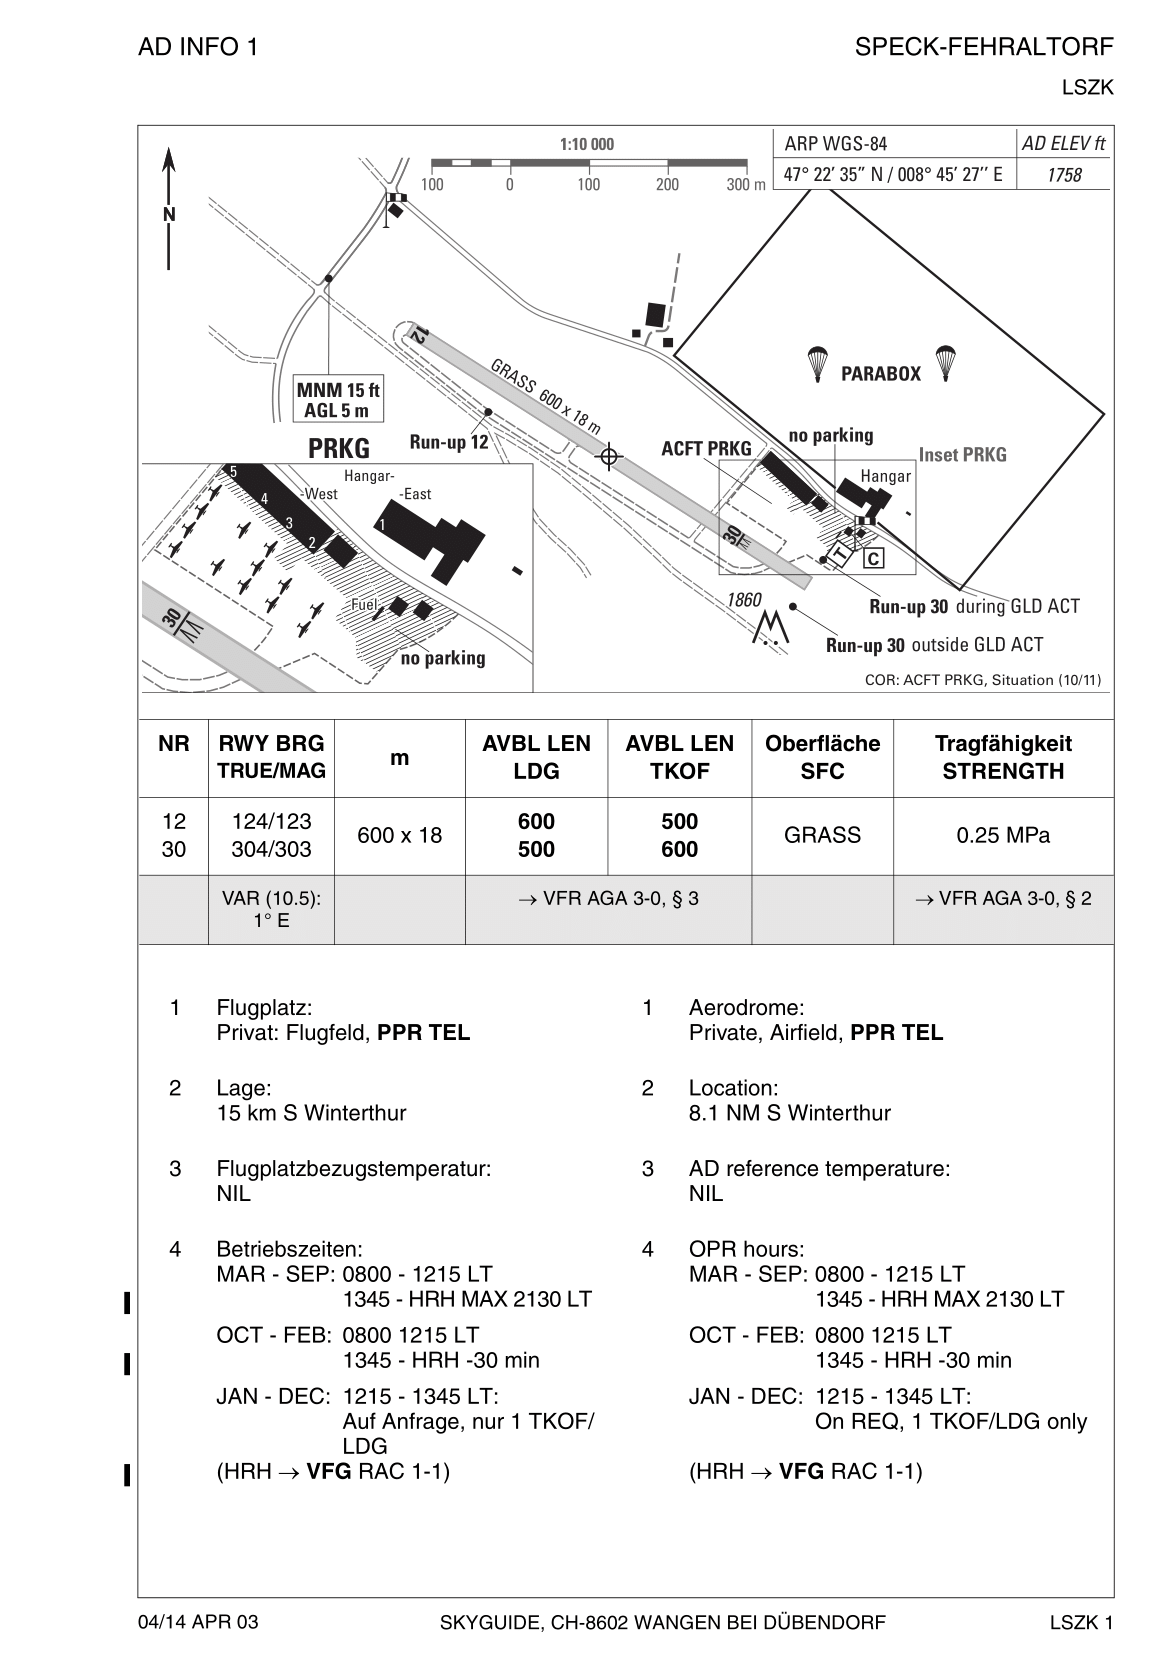 AD INFO 1
SPECK-FEHRALTORF
LSZK
1:10 000
100 0 100 200 300 m
ARP WGS-84
AD ELEV ft
47° 22′ 35″ N / 008° 45′ 27′′ E
1758
N
12
GRASS 600 x 18 m
PARABOX
MNM 15 ft
AGL 5 m
Run-up 12
ACFT PRKG
no parking
Inset PRKG
Hangar
PRKG
Hangar-
-West
-East
5
4
3
2
1
Fuel
30
no parking
30
T
C
1860
Run-up 30 during GLD ACT
Run-up 30 outside GLD ACT
COR: ACFT PRKG, Situation (10/11)
NR
RWY BRG
TRUE/MAG
m
AVBL LEN
LDG
AVBL LEN
TKOF
Oberfläche
SFC
Tragfähigkeit
STRENGTH
12 124/123 600 500
600 x 18 GRASS 0.25 MPa
30 304/303 500 600
VAR (10.5):
1° E
→ VFR AGA 3-0, § 3
→ VFR AGA 3-0, § 2
1 Flugplatz:
Privat: Flugfeld, PPR TEL
2 Lage:
15 km S Winterthur
3 Flugplatzbezugstemperatur:
NIL
4 Betriebszeiten:
MAR - SEP: 0800 - 1215 LT
1345 - HRH MAX 2130 LT
OCT - FEB: 0800 1215 LT
1345 - HRH -30 min
JAN - DEC: 1215 - 1345 LT:
Auf Anfrage, nur 1 TKOF/
LDG
(HRH → VFG RAC 1-1)
1 Aerodrome:
Private, Airfield, PPR TEL
2 Location:
8.1 NM S Winterthur
3 AD reference temperature:
NIL
4 OPR hours:
MAR - SEP: 0800 - 1215 LT
1345 - HRH MAX 2130 LT
OCT - FEB: 0800 1215 LT
1345 - HRH -30 min
JAN - DEC: 1215 - 1345 LT:
On REQ, 1 TKOF/LDG only
(HRH → VFG RAC 1-1)
04/14 APR 03
SKYGUIDE, CH-8602 WANGEN BEI DÜBENDORF
LSZK 1